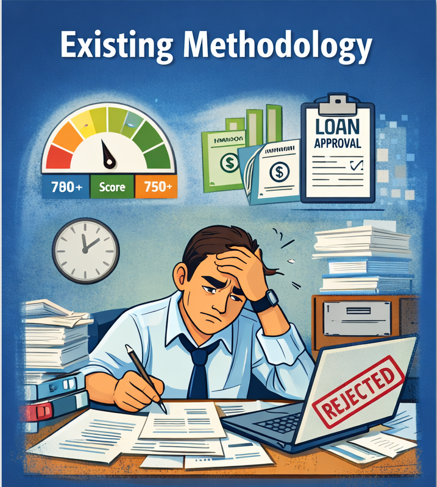 Existing Methodology
LOAN
APPROVAL
780+ Score 750+
REJECTED